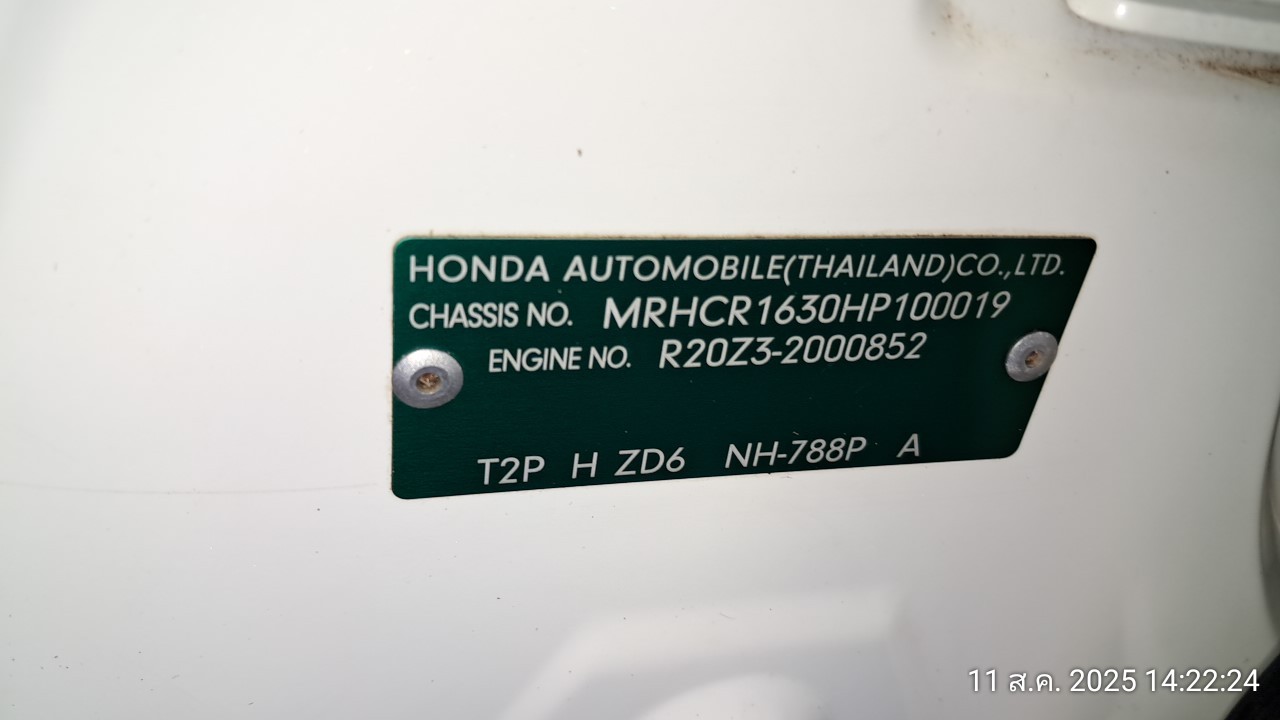 HONDA AUTOMOBILE(THAILAND)CO.,LTD.
CHASSIS NO. MRHCR1630HP100019
ENGINE NO. R20Z3-2000852
T2P H ZD6 NH-788P A
11 ส.ค. 2025 14:22:24